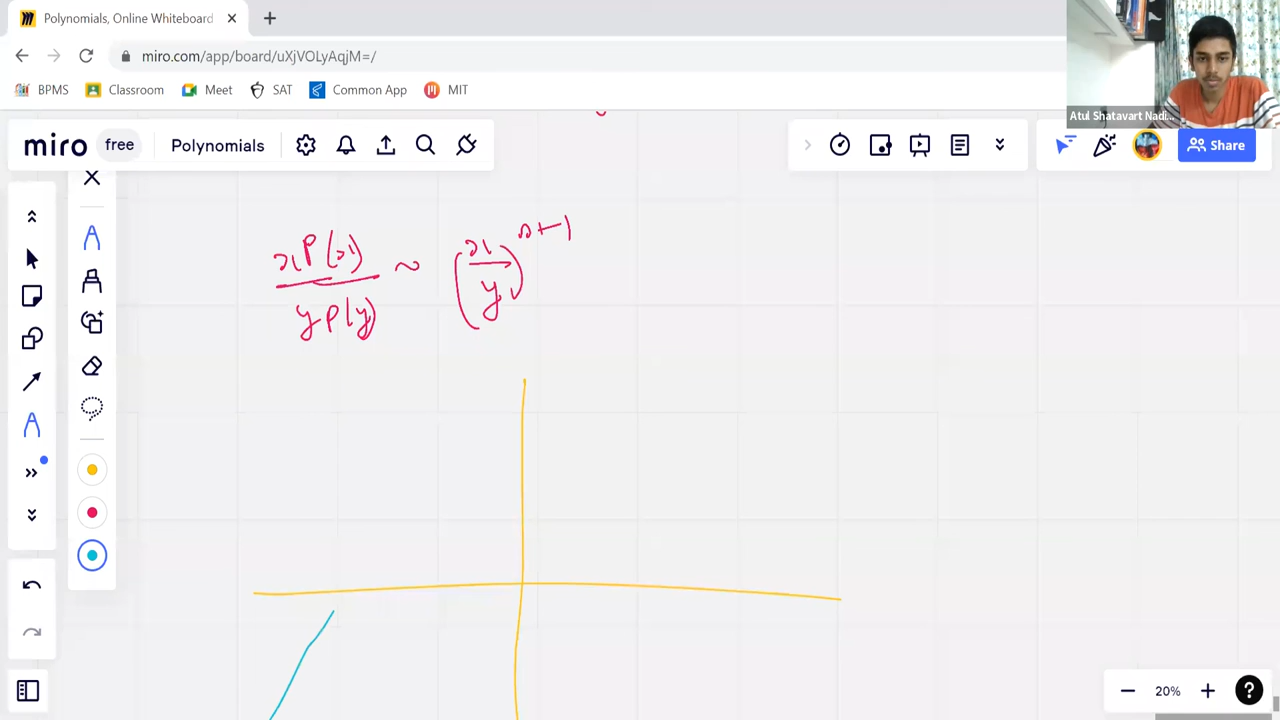 Polynomials, Online Whiteboard
miro.com/app/board/uXjVOLyAqjM=/
BPMS Classroom Meet SAT Common App MIT
Atul Shatavart Nadi...
miro free Polynomials Share
xP(x) / yP(y) ~ (x/y)^n+1
20%
?